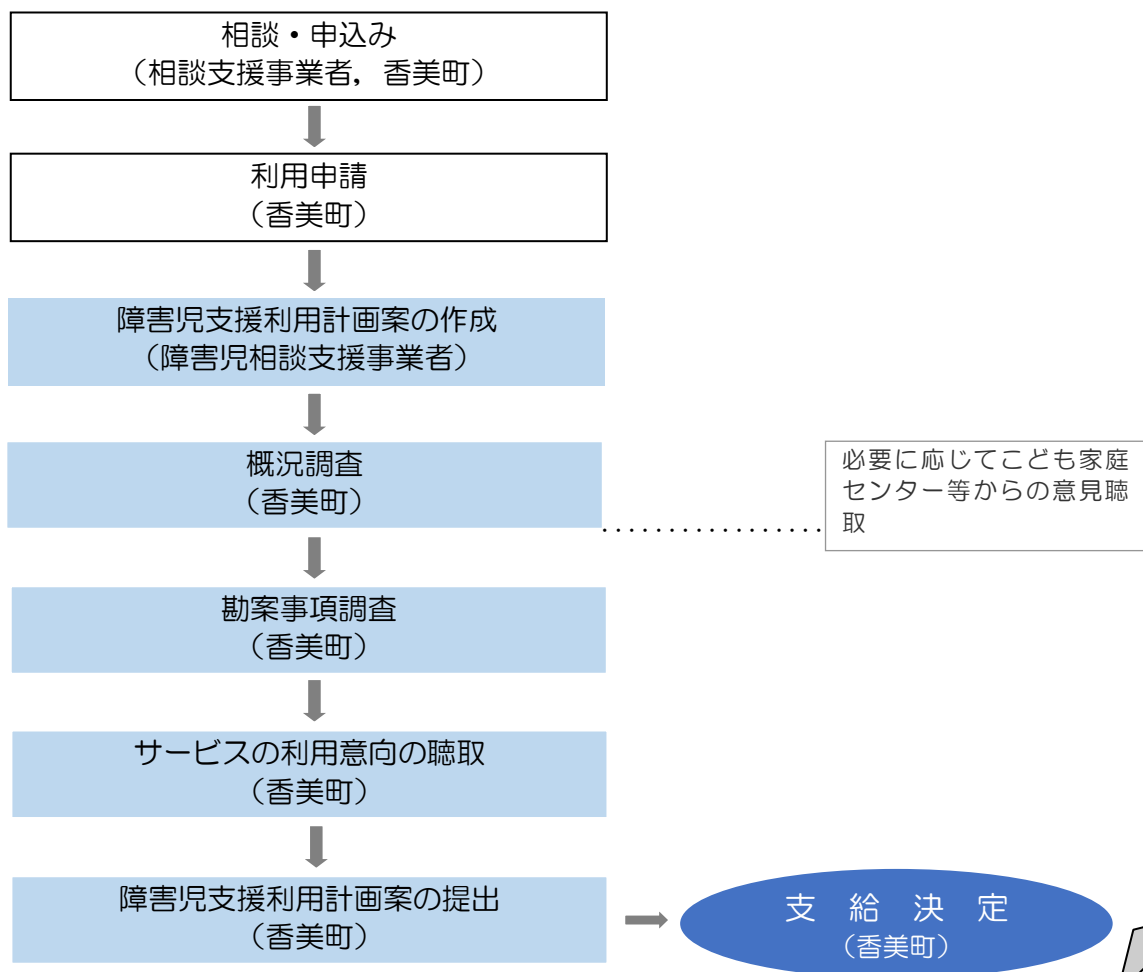 相談・申込み
（相談支援事業者，香美町）
利用申請
（香美町）
障害児支援利用計画案の作成
（障害児相談支援事業者）
概況調査
（香美町）
必要に応じてこども家庭
センター等からの意見聴
取
勘案事項調査
（香美町）
サービスの利用意向の聴取
（香美町）
障害児支援利用計画案の提出
（香美町）
支　給　決　定
（香美町）